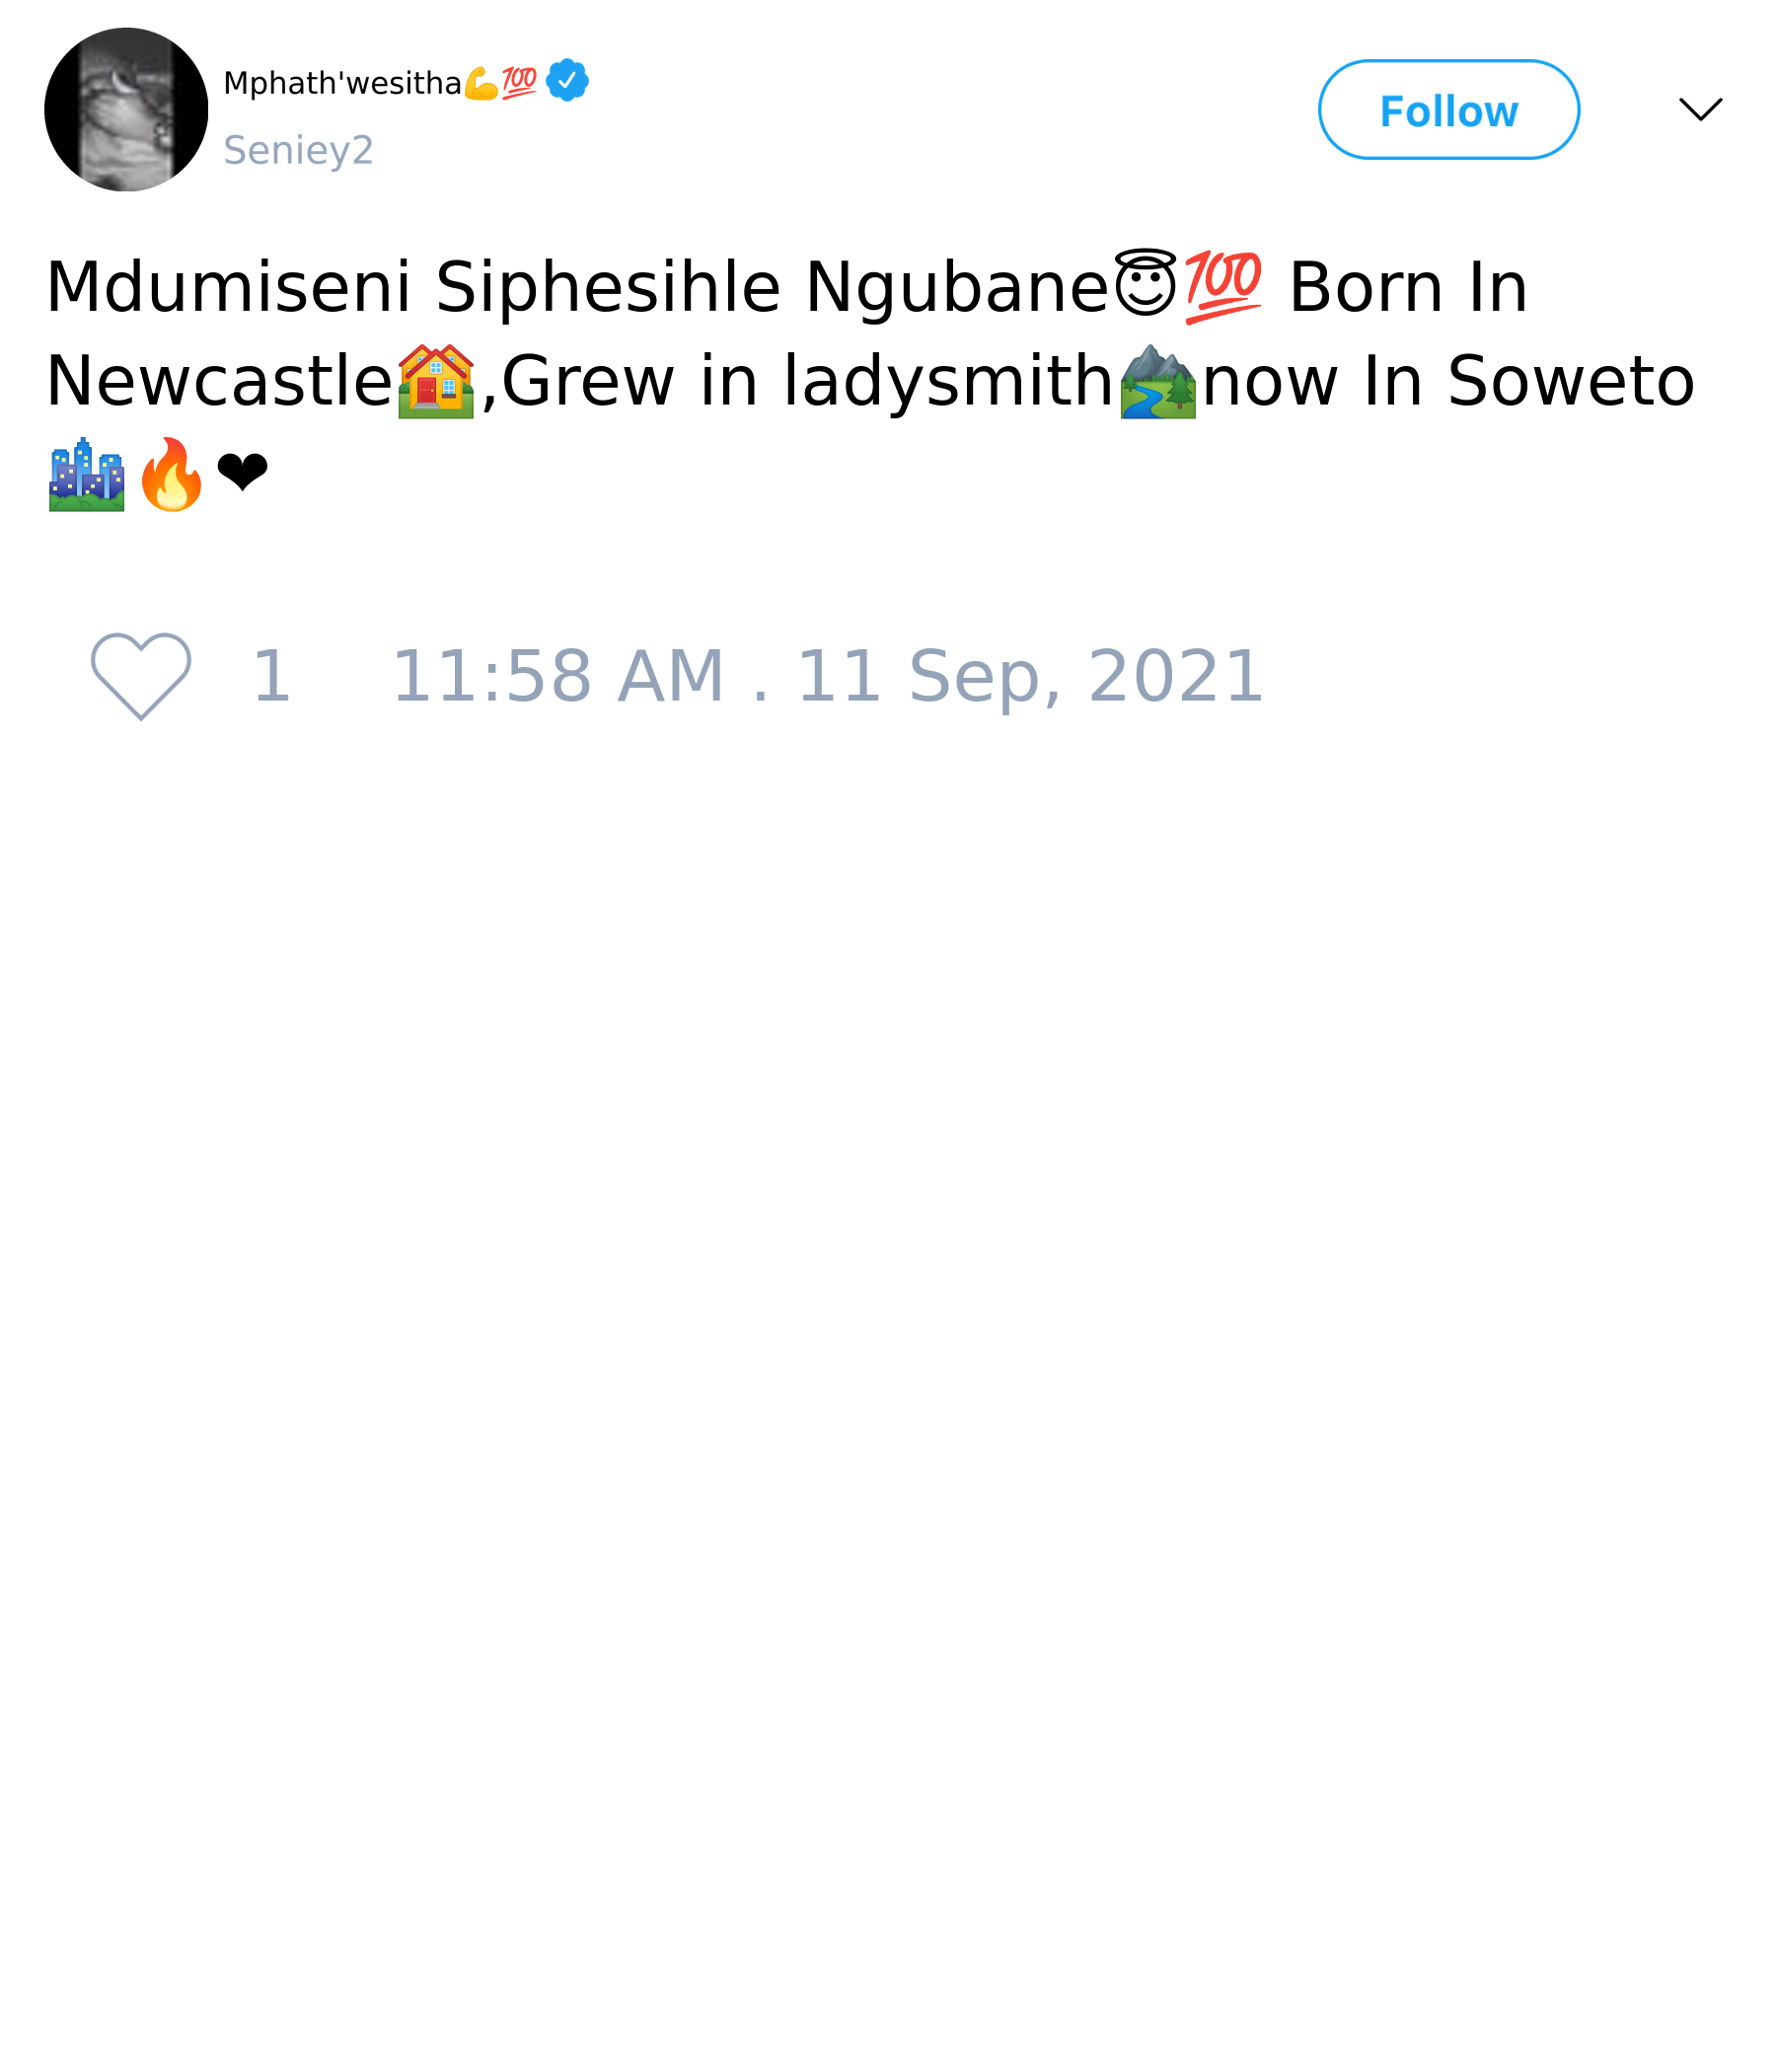 Mphath'wesitha💪💯
Seniey2
Follow
Mdumiseni Siphesihle Ngubane😇💯 Born In
Newcastle🏠,Grew in ladysmith🏞now In Soweto
🏙🔥❤
1 11:58 AM . 11 Sep, 2021